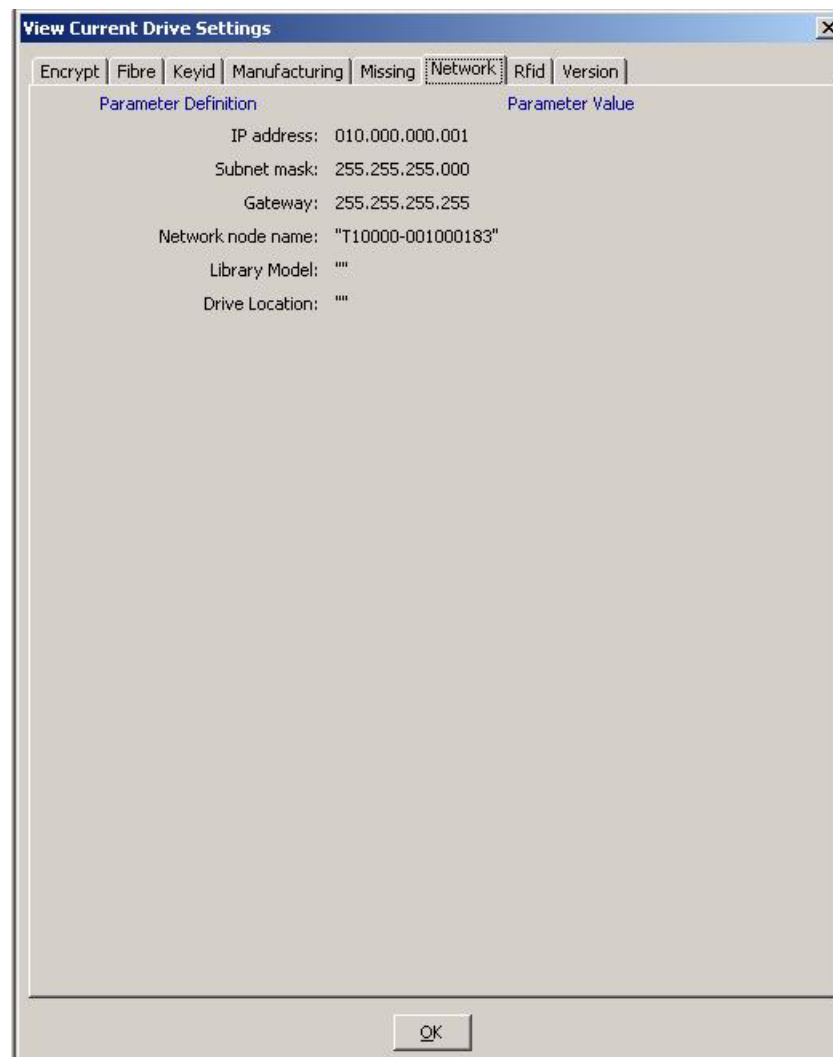 View Current Drive Settings
Encrypt Fibre Keyid Manufacturing Missing Network Rfid Version
Parameter Definition Parameter Value
IP address: 010.000.000.001
Subnet mask: 255.255.255.000
Gateway: 255.255.255.255
Network node name: "T10000-001000183"
Library Model: ""
Drive Location: ""
OK